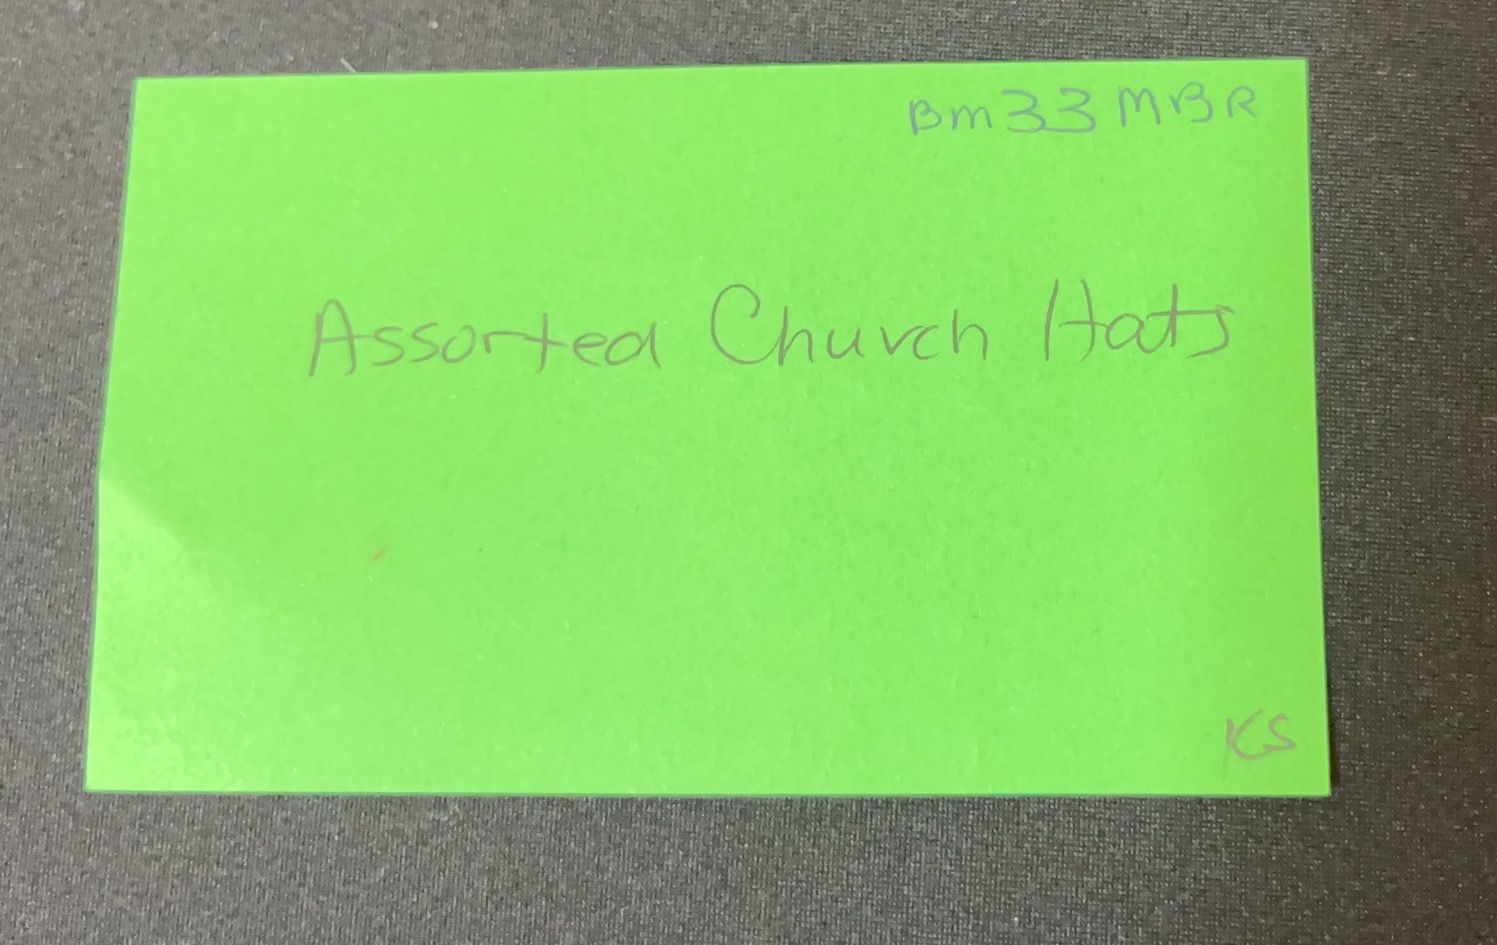 Bm33 MBR
Assorted Church Hats
KS